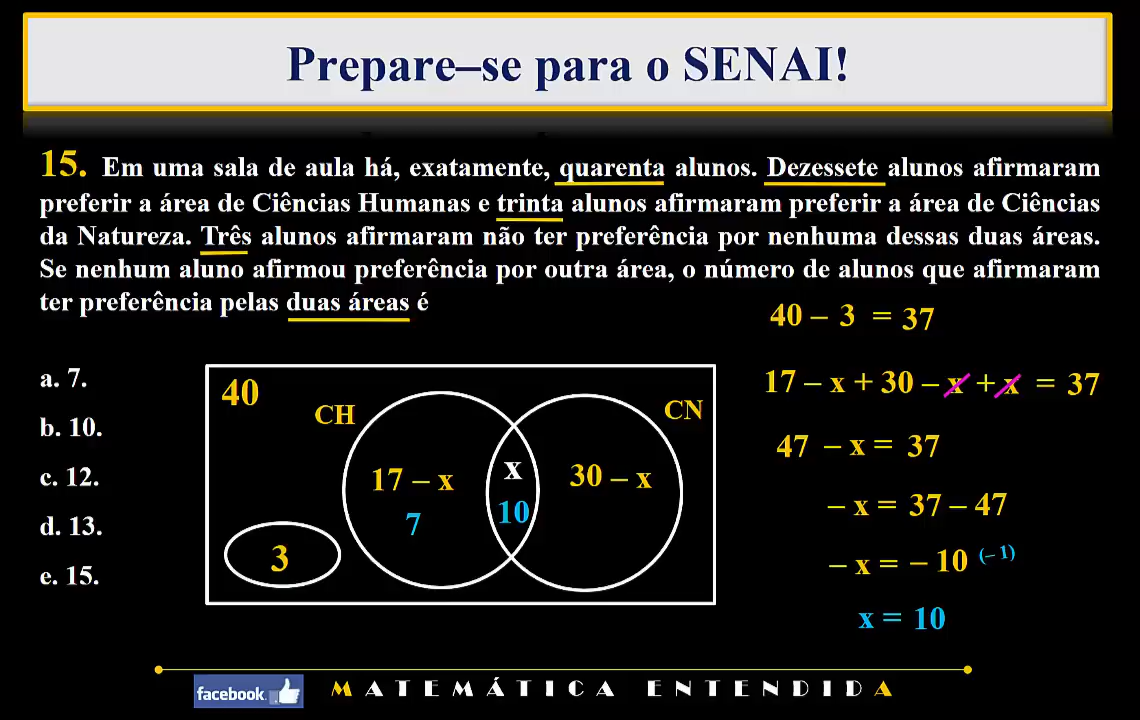 Prepare–se para o SENAI!
15. Em uma sala de aula há, exatamente, quarenta alunos. Dezessete alunos afirmaram
preferir a área de Ciências Humanas e trinta alunos afirmaram preferir a área de Ciências
da Natureza. Três alunos afirmaram não ter preferência por nenhuma dessas duas áreas.
Se nenhum aluno afirmou preferência por outra área, o número de alunos que afirmaram
ter preferência pelas duas áreas é
40 – 3 = 37
a. 7.
b. 10.
c. 12.
d. 13.
e. 15.
40
CH
CN
17 – x
x
30 – x
7
10
3
17 – x + 30 – x + x = 37
47 – x = 37
– x = 37 – 47
– x = – 10 (– 1)
x = 10
facebook.
MATEMÁTICA ENTENDIDA